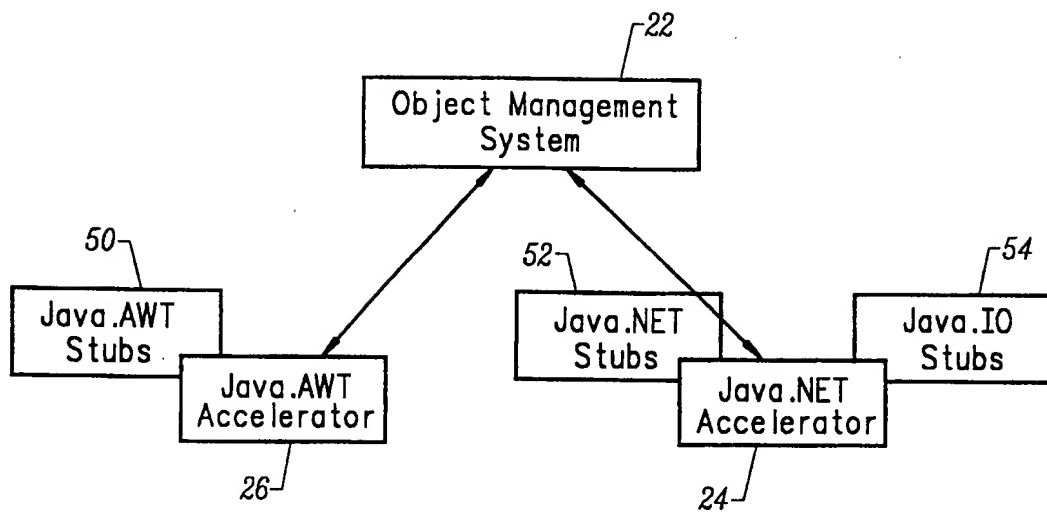 22
Object Management
System
50
52
54
Java.AWT
Stubs
Java.NET
Stubs
Java.IO
Stubs
Java.AWT
Accelerator
Java.NET
Accelerator
26
24